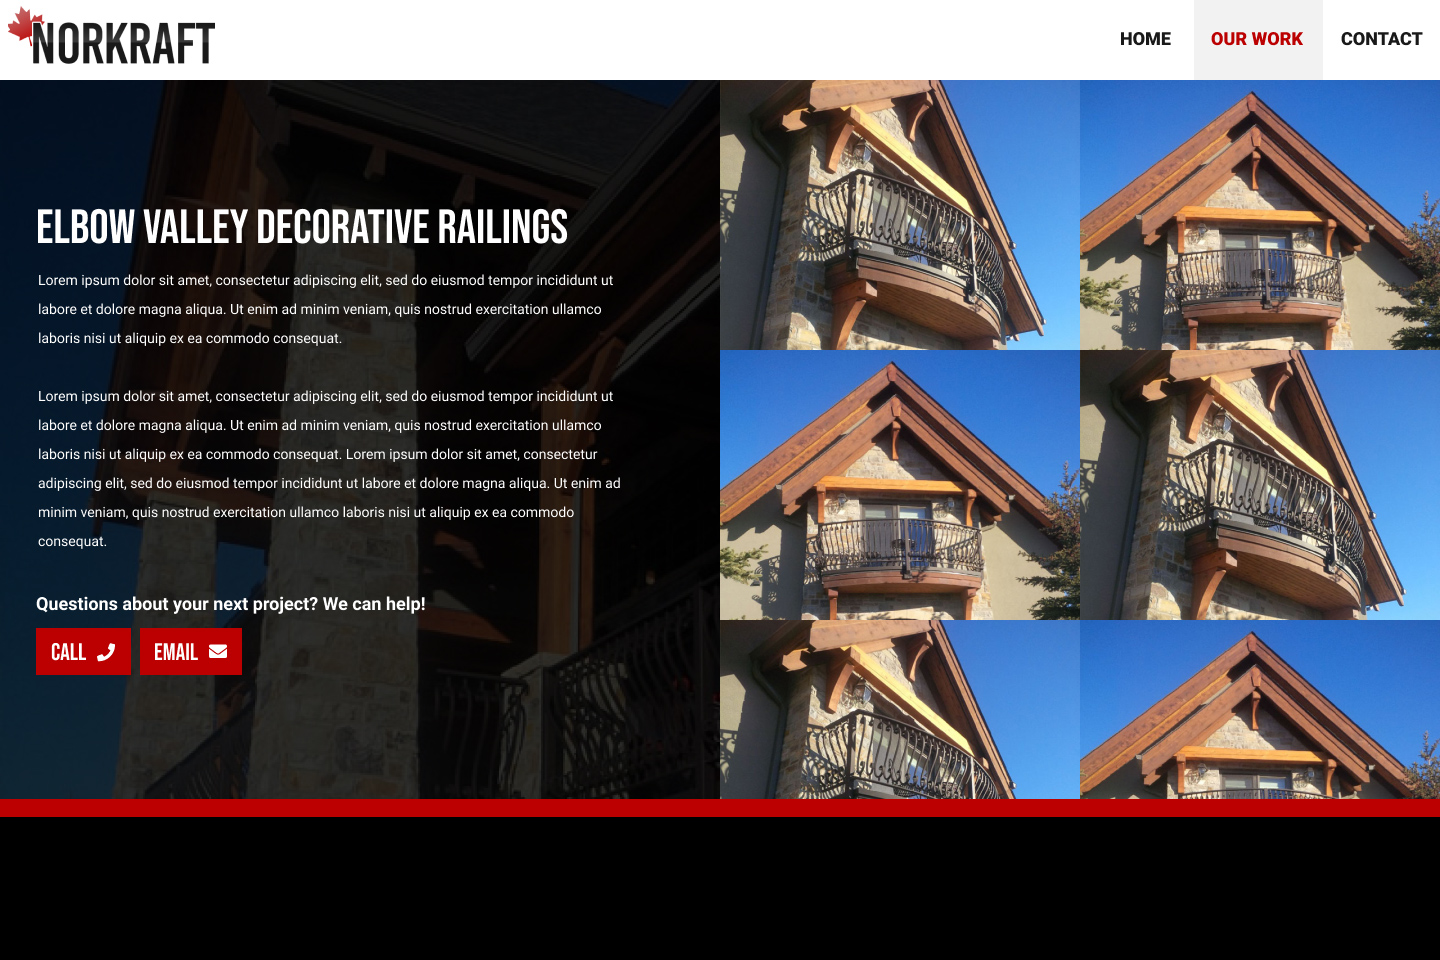 NORKRAFT
HOME
OUR WORK
CONTACT
ELBOW VALLEY DECORATIVE RAILINGS
Lorem ipsum dolor sit amet, consectetur adipiscing elit, sed do eiusmod tempor incididunt ut
labore et dolore magna aliqua. Ut enim ad minim veniam, quis nostrud exercitation ullamco
laboris nisi ut aliquip ex ea commodo consequat.
Lorem ipsum dolor sit amet, consectetur adipiscing elit, sed do eiusmod tempor incididunt ut
labore et dolore magna aliqua. Ut enim ad minim veniam, quis nostrud exercitation ullamco
laboris nisi ut aliquip ex ea commodo consequat. Lorem ipsum dolor sit amet, consectetur
adipiscing elit, sed do eiusmod tempor incididunt ut labore et dolore magna aliqua. Ut enim ad
minim veniam, quis nostrud exercitation ullamco laboris nisi ut aliquip ex ea commodo
consequat.
Questions about your next project? We can help!
CALL
EMAIL